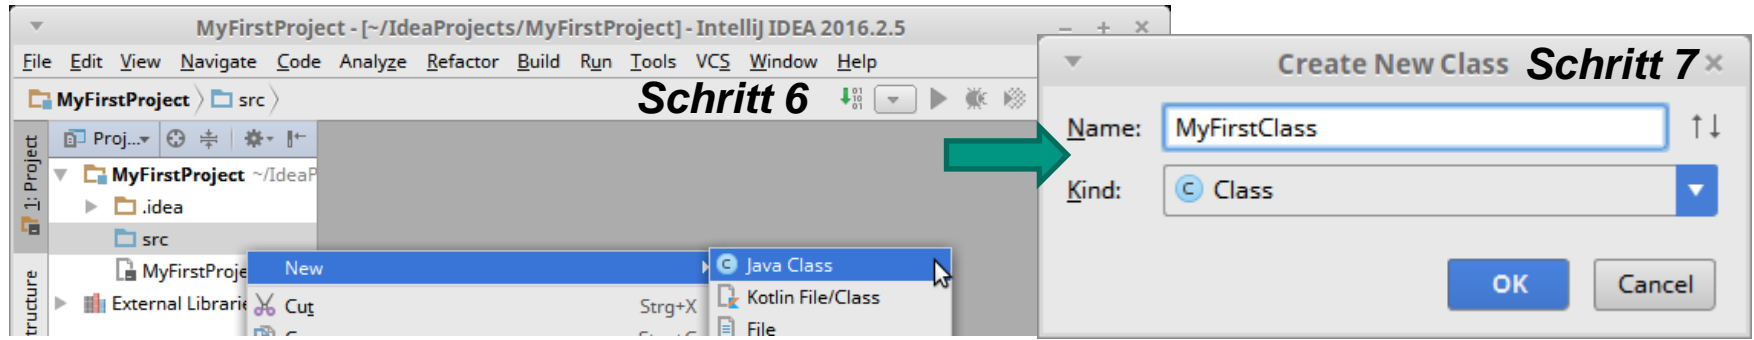 MyFirstProject - [~/IdeaProjects/MyFirstProject] - IntelliJ IDEA 2016.2.5
File Edit View Navigate Code Analyze Refactor Build Run Tools VCS Window Help
MyFirstProject src
Schritt 6
1: Project
Proj...
MyFirstProject ~/IdeaP
.idea
src
MyFirstProje
External Librarie
New
Cut Strg+X
Java Class
Kotlin File/Class
File
Create New Class
Schritt 7
Name: MyFirstClass
Kind: Class
OK Cancel